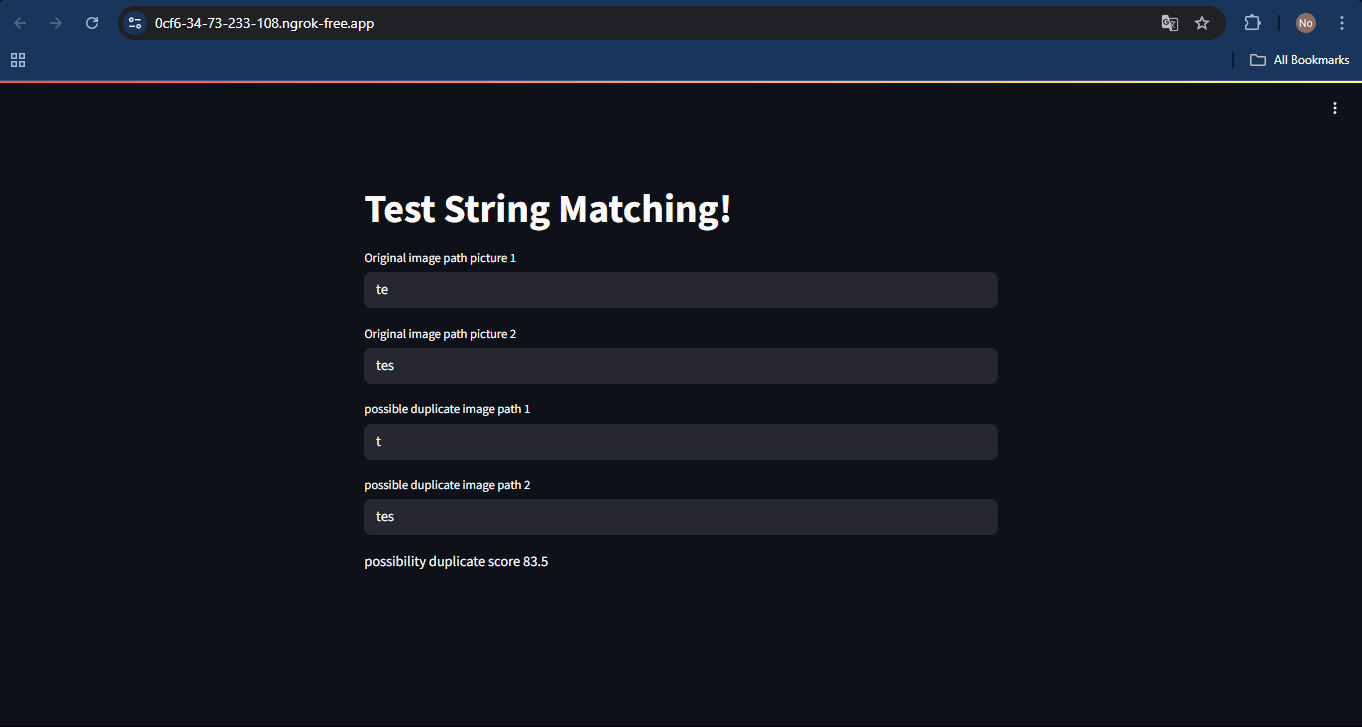 0cf6-34-73-233-108.ngrok-free.app
No
All Bookmarks
Test String Matching!
Original image path picture 1
te
Original image path picture 2
tes
possible duplicate image path 1
t
possible duplicate image path 2
tes
possibility duplicate score 83.5